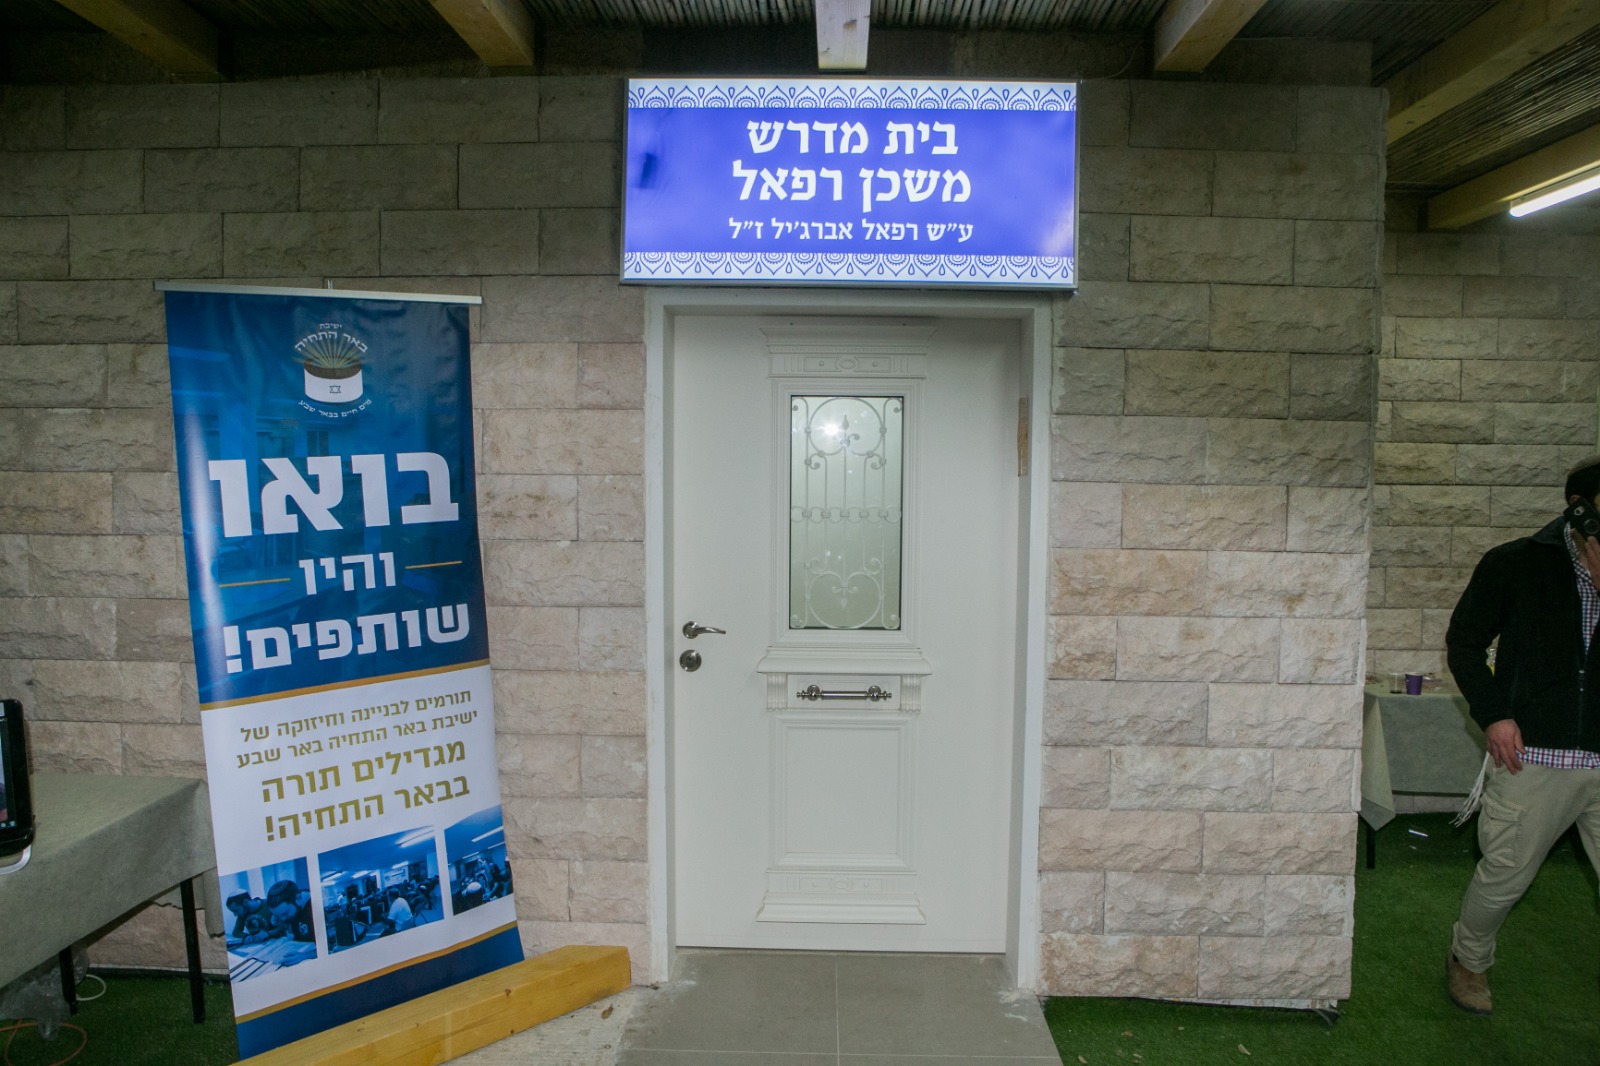 בית מדרש
משכן רפאל
ע״ש רפאל אברג׳יל ז״ל
ישיבת
באר התחיה
מים חיים בבאר שבע
בואו
והיו
שותפים!
תורמים לבניינה וחיזוקה של
ישיבת באר התחיה באר שבע
מגדילים תורה
בבאר התחיה!